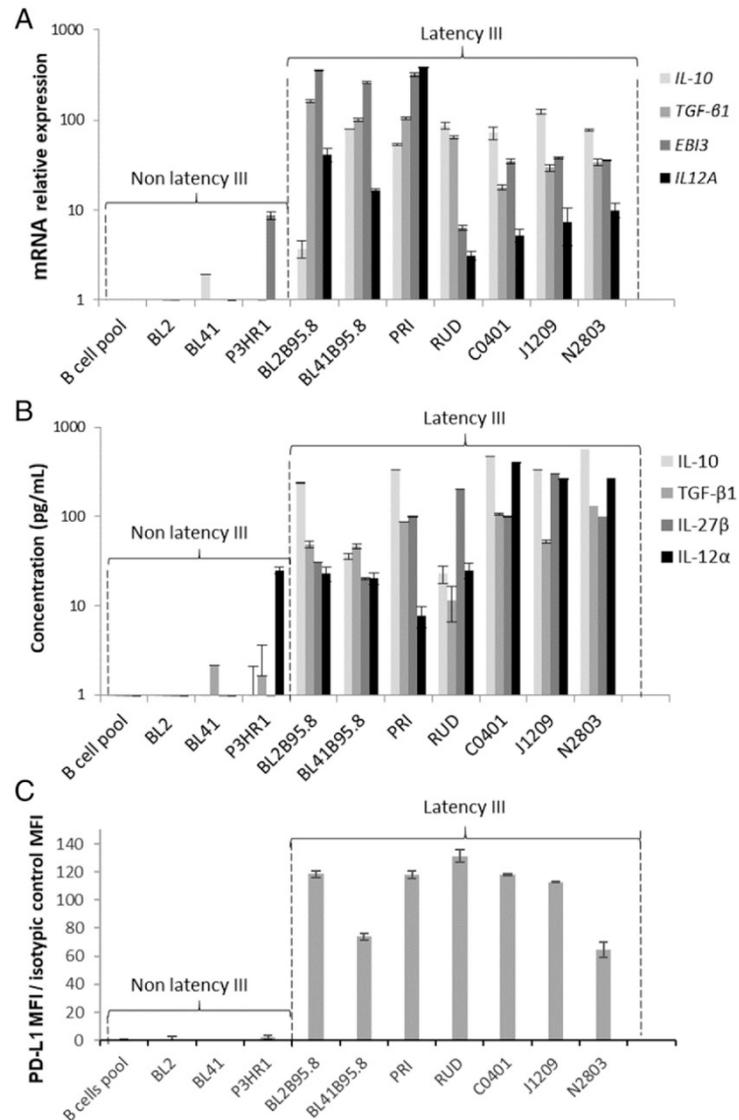 A
1000
100
10
1
mRNA relative expression
Non latency III
Latency III
IL-10
TGF-β1
EBI3
IL12A
B cell pool
BL2
BL41
P3HR1
BL2B95.8
BL41B95.8
PRI
RUD
C0401
J1209
N2803
B
1000
100
10
1
Concentration (pg/mL)
Non latency III
Latency III
IL-10
TGF-β1
IL-27β
IL-12α
B cell pool
BL2
BL41
P3HR1
BL2B95.8
BL41B95.8
PRI
RUD
C0401
J1209
N2803
C
140
120
100
80
60
40
20
0
PD-L1 MFI / isotypic control MFI
Non latency III
Latency III
B cells pool
BL2
BL41
P3HR1
BL2B95.8
BL41B95.8
PRI
RUD
C0401
J1209
N2803